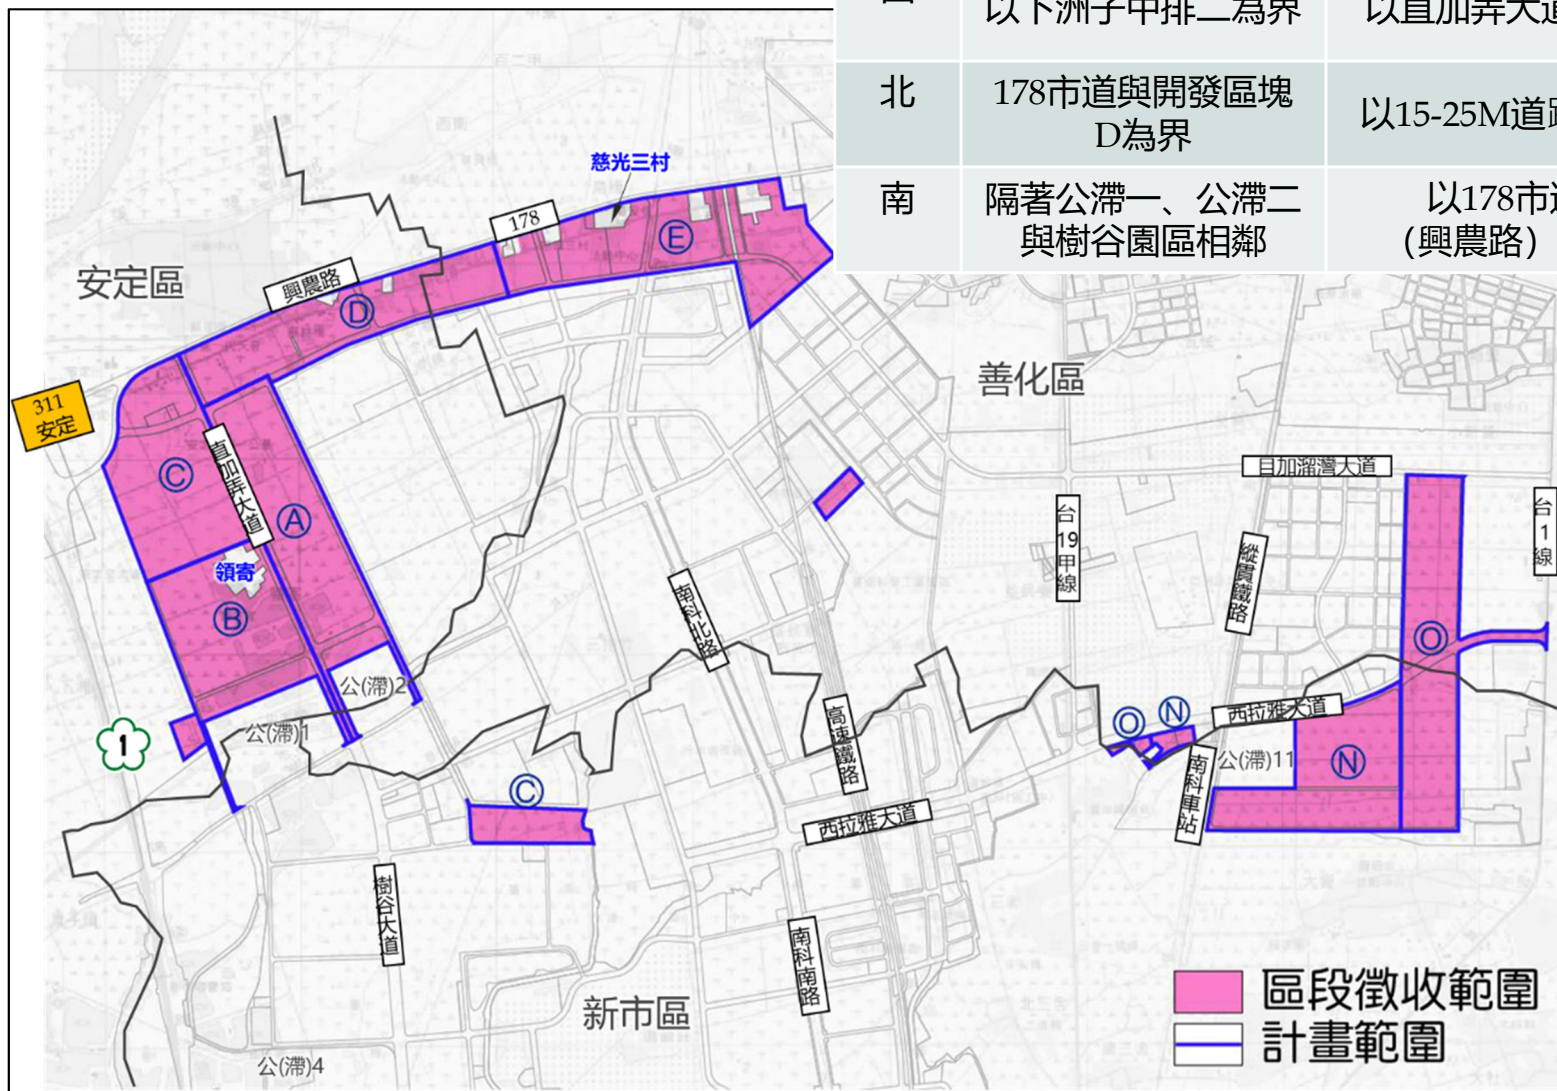 以下洲子中排二為界
以直加弄大道
北
178市道與開發區塊
D為界
以15-25M道路
南
隔著公滯一、公滯二
與樹谷園區相鄰
以178市道
（興農路）
慈光三村
178
E
安定區
興農路
D
善化區
311
安定
目加溜灣大道
C
直加弄大道
A
台19甲線
台1線
縱貫鐵路
領寄
B
南科北路
O
公(滯)2
1
公(滯)1
高速鐵路
O
N
西拉雅大道
公(滯)11
N
南科車站
C
西拉雅大道
樹谷大道
南科南路
新市區
區段徵收範圍
計畫範圍
公(滯)4